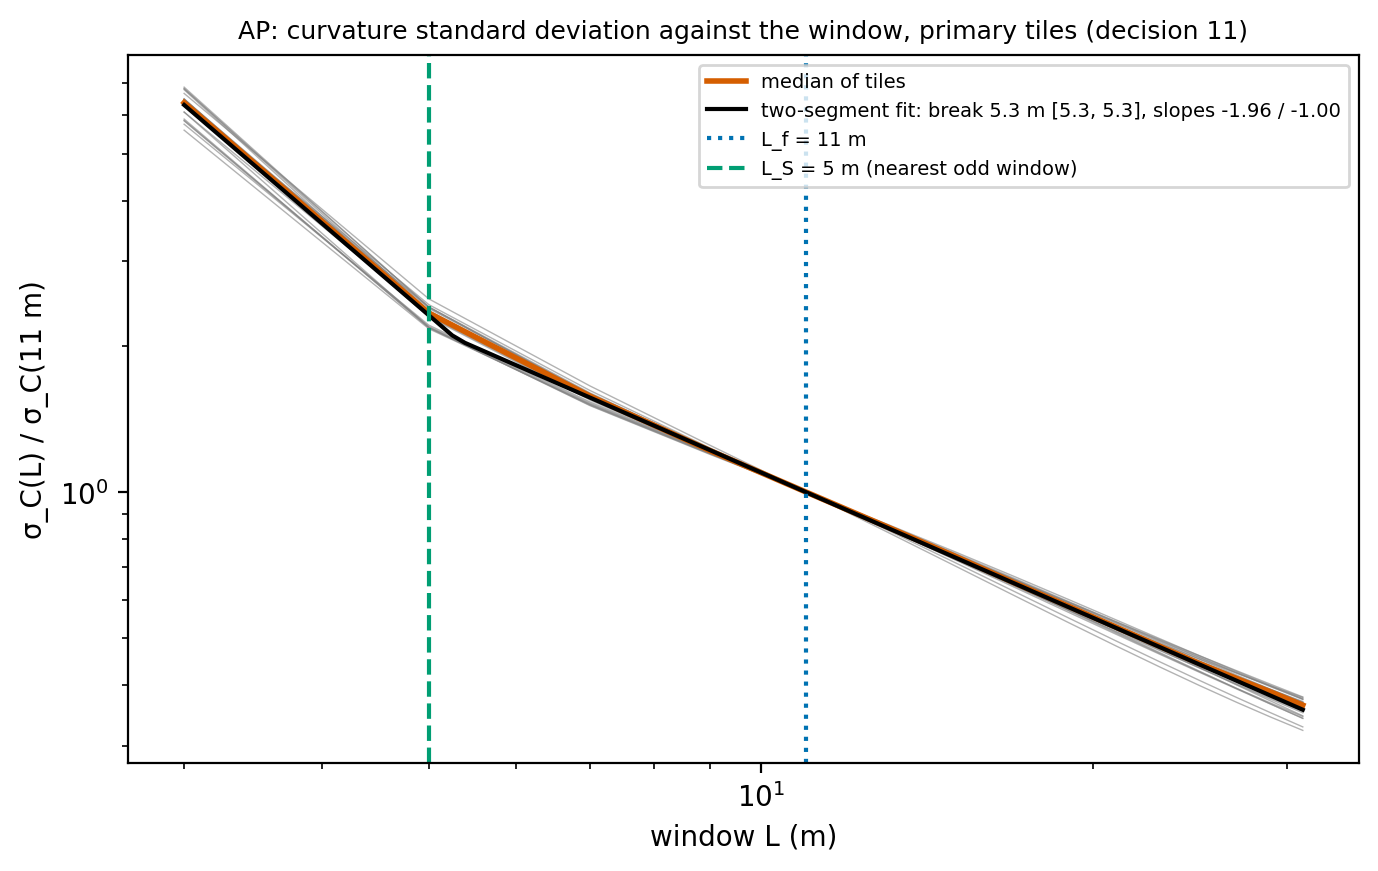 AP: curvature standard deviation against the window, primary tiles (decision 11)
median of tiles
two-segment fit: break 5.3 m [5.3, 5.3], slopes -1.96 / -1.00
L_f = 11 m
L_S = 5 m (nearest odd window)
σ_C(L) / σ_C(11 m)
10⁰
10¹
window L (m)